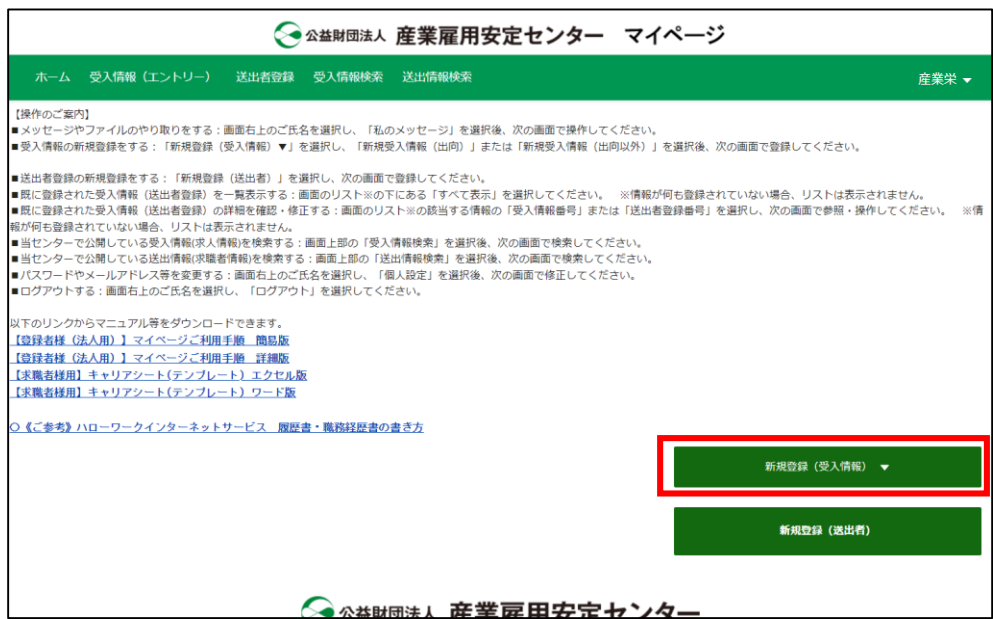 公益財団法人 産業雇用安定センター マイページ
ホーム 受入情報（エントリー） 送出者登録 受入情報検索 送出情報検索 産業栄 ▼
【操作のご案内】
■メッセージやファイルのやり取りをする：画面右上のご氏名を選択し、「私のメッセージ」を選択後、次の画面で操作してください。
■受入情報の新規登録をする：「新規登録（受入情報）▼」を選択し、「新規受入情報（出向）」または「新規受入情報（出向以外）」を選択後、次の画面で登録してください。
■送出者登録の新規登録をする：「新規登録（送出者）」を選択し、次の画面で登録してください。
■既に登録された受入情報（送出者登録）を一覧表示する：画面のリスト※の下にある「すべて表示」を選択してください。 ※情報が何も登録されていない場合、リストは表示されません。
■既に登録された受入情報（送出者登録）の詳細を確認・修正する：画面のリスト※の該当する情報の「受入情報番号」または「送出者登録番号」を選択し、次の画面で参照・操作してください。 ※情
報が何も登録されていない場合、リストは表示されません。
■当センターで公開している受入情報(求人情報)を検索する：画面上部の「受入情報検索」を選択後、次の画面で検索してください。
■当センターで公開している送出情報(求職者情報)を検索する：画面上部の「送出情報検索」を選択後、次の画面で検索してください。
■パスワードやメールアドレス等を変更する：画面右上のご氏名を選択し、「個人設定」を選択後、次の画面で修正してください。
■ログアウトする：画面右上のご氏名を選択し、「ログアウト」を選択してください。
以下のリンクからマニュアル等をダウンロードできます。
【登録者様（法人用）】マイページご利用手順 簡易版
【登録者様（法人用）】マイページご利用手順 詳細版
【求職者様用】キャリアシート(テンプレート）エクセル版
【求職者様用】キャリアシート(テンプレート）ワード版
〇《ご参考》ハローワークインターネットサービス 履歴書・職務経歴書の書き方
新規登録（受入情報） ▼
新規登録（送出者）
公益財団法人 産業雇用安定センター